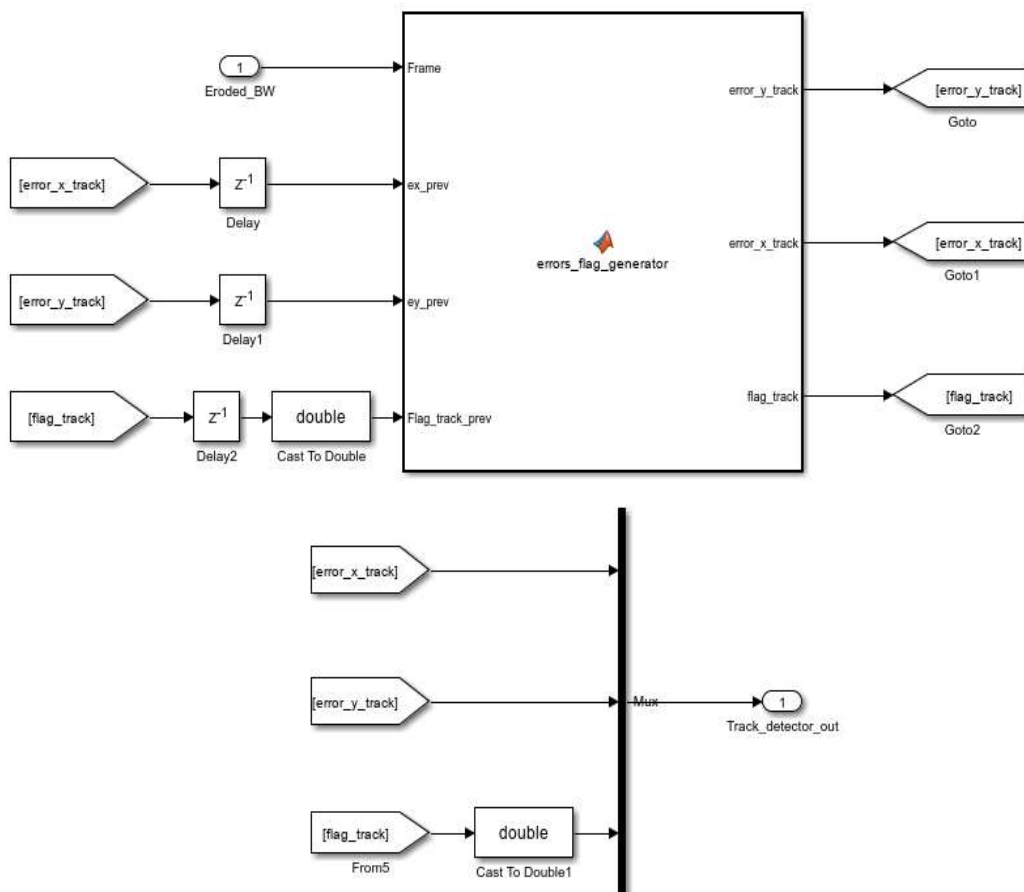 1
Eroded_BW
Frame
error_y_track
[error_y_track]
Goto
[error_x_track]
z-1
Delay
ex_prev
errors_flag_generator
error_x_track
[error_x_track]
Goto1
[error_y_track]
z-1
Delay1
ey_prev
[flag_track]
z-1
Delay2
double
Cast To Double
Flag_track_prev
flag_track
[flag_track]
Goto2
[error_x_track]
[error_y_track]
Mux
1
Track_detector_out
[flag_track]
From5
double
Cast To Double1